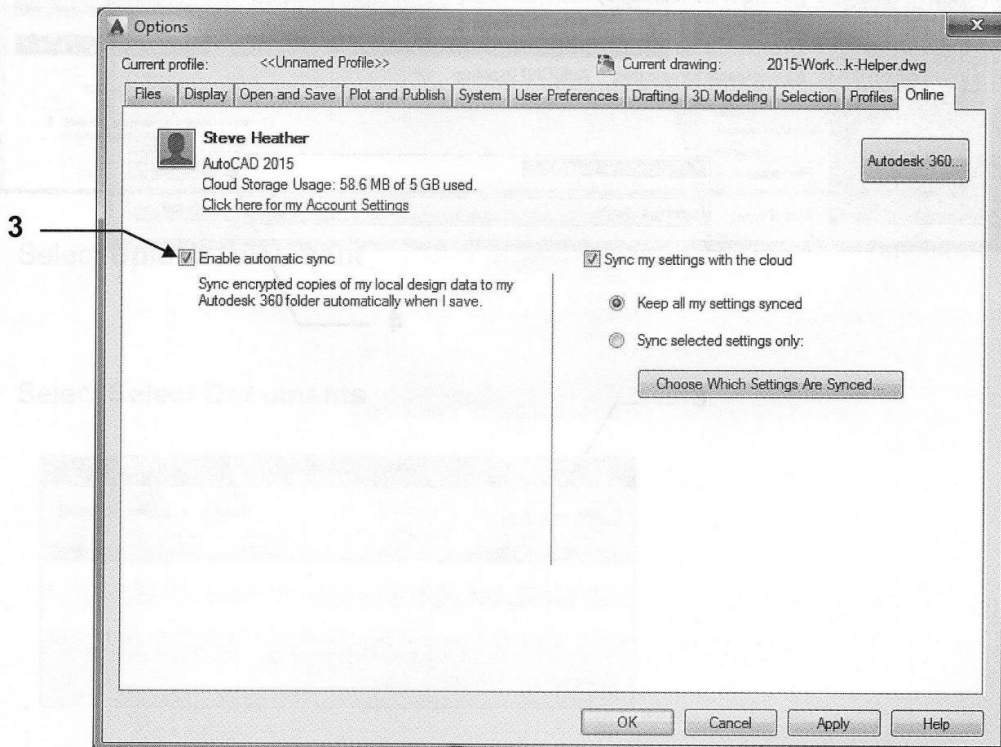 Options
Current profile: <<Unnamed Profile>> Current drawing: 2015-Work...k-Helper.dwg
Files Display Open and Save Plot and Publish System User Preferences Drafting 3D Modeling Selection Profiles Online
Steve Heather
AutoCAD 2015
Cloud Storage Usage: 58.6 MB of 5 GB used.
Click here for my Account Settings
Autodesk 360...
3
Enable automatic sync
Sync encrypted copies of my local design data to my
Autodesk 360 folder automatically when I save.
Sync my settings with the cloud
Keep all my settings synced
Sync selected settings only:
Choose Which Settings Are Synced...
Select
Select Select Documents
OK Cancel Apply Help